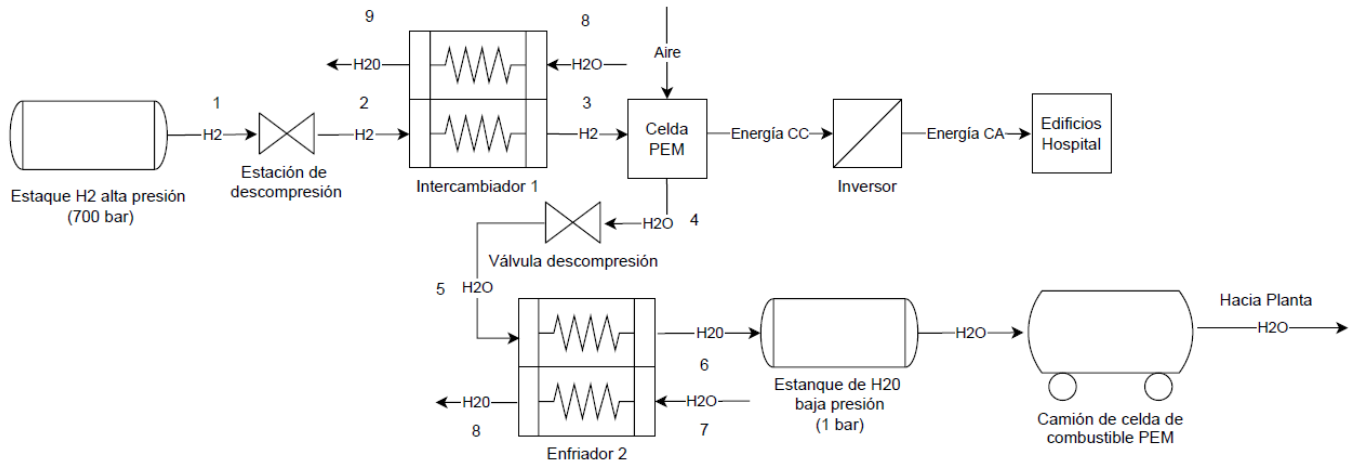 9
8
H20
H2O
Aire
1
2
3
H2
H2
H2
Celda
PEM
Energía CC
Energía CA
Edificios
Hospital
Estación de
descompresión
Intercambiador 1
Inversor
Estaque H2 alta presión
(700 bar)
H2O
4
Válvula descompresión
5
H2O
Hacia Planta
H20
H2O
H2O
6
Estanque de H20
baja presión
(1 bar)
H20
H2O
8
7
Camión de celda de
combustible PEM
Enfriador 2